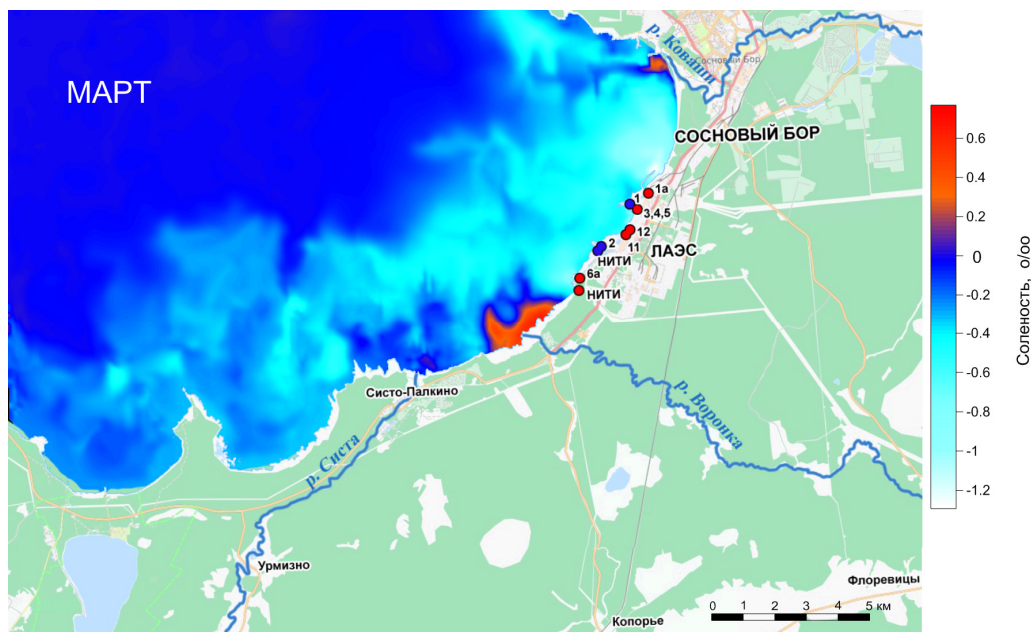 МАРТ
р. Коваши
Сосновый Бор
СОСНОВЫЙ БОР
1а
1
3,4,5
12
11
ЛАЭС
2
НИТИ
6а
НИТИ
р. Воронка
Систо-Палкино
р. Систа
Урмизно
Флоревицы
Копорье
0 1 2 3 4 5 км
0.6
0.4
0.2
0
-0.2
-0.4
-0.6
-0.8
-1
-1.2
Соленость, о/оо